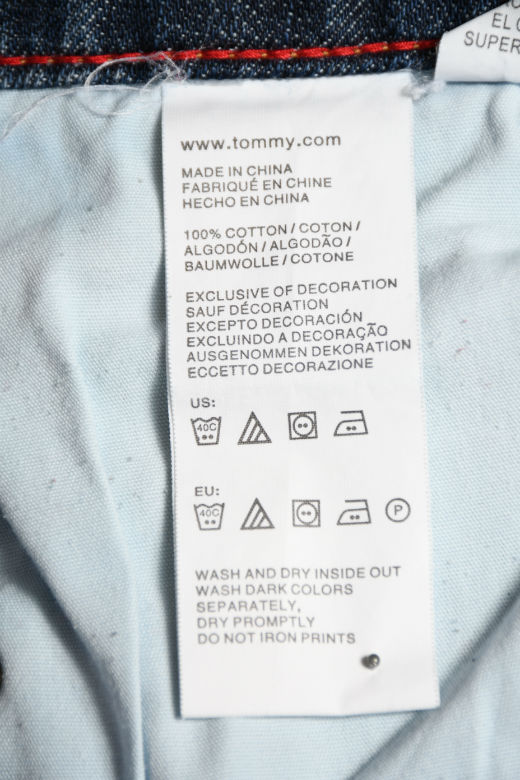 EL
SUPER
www.tommy.com
MADE IN CHINA
FABRIQUÉ EN CHINE
HECHO EN CHINA
100% COTTON / COTON /
ALGODÓN / ALGODÃO /
BAUMWOLLE / COTONE
EXCLUSIVE OF DECORATION
SAUF DÉCORATION
EXCEPTO DECORACIÓN
EXCLUINDO A DECORAÇÃO
AUSGENOMMEN DEKORATION
ECCETTO DECORAZIONE
US:
40C
EU:
40C P
WASH AND DRY INSIDE OUT
WASH DARK COLORS
SEPARATELY,
DRY PROMPTLY
DO NOT IRON PRINTS